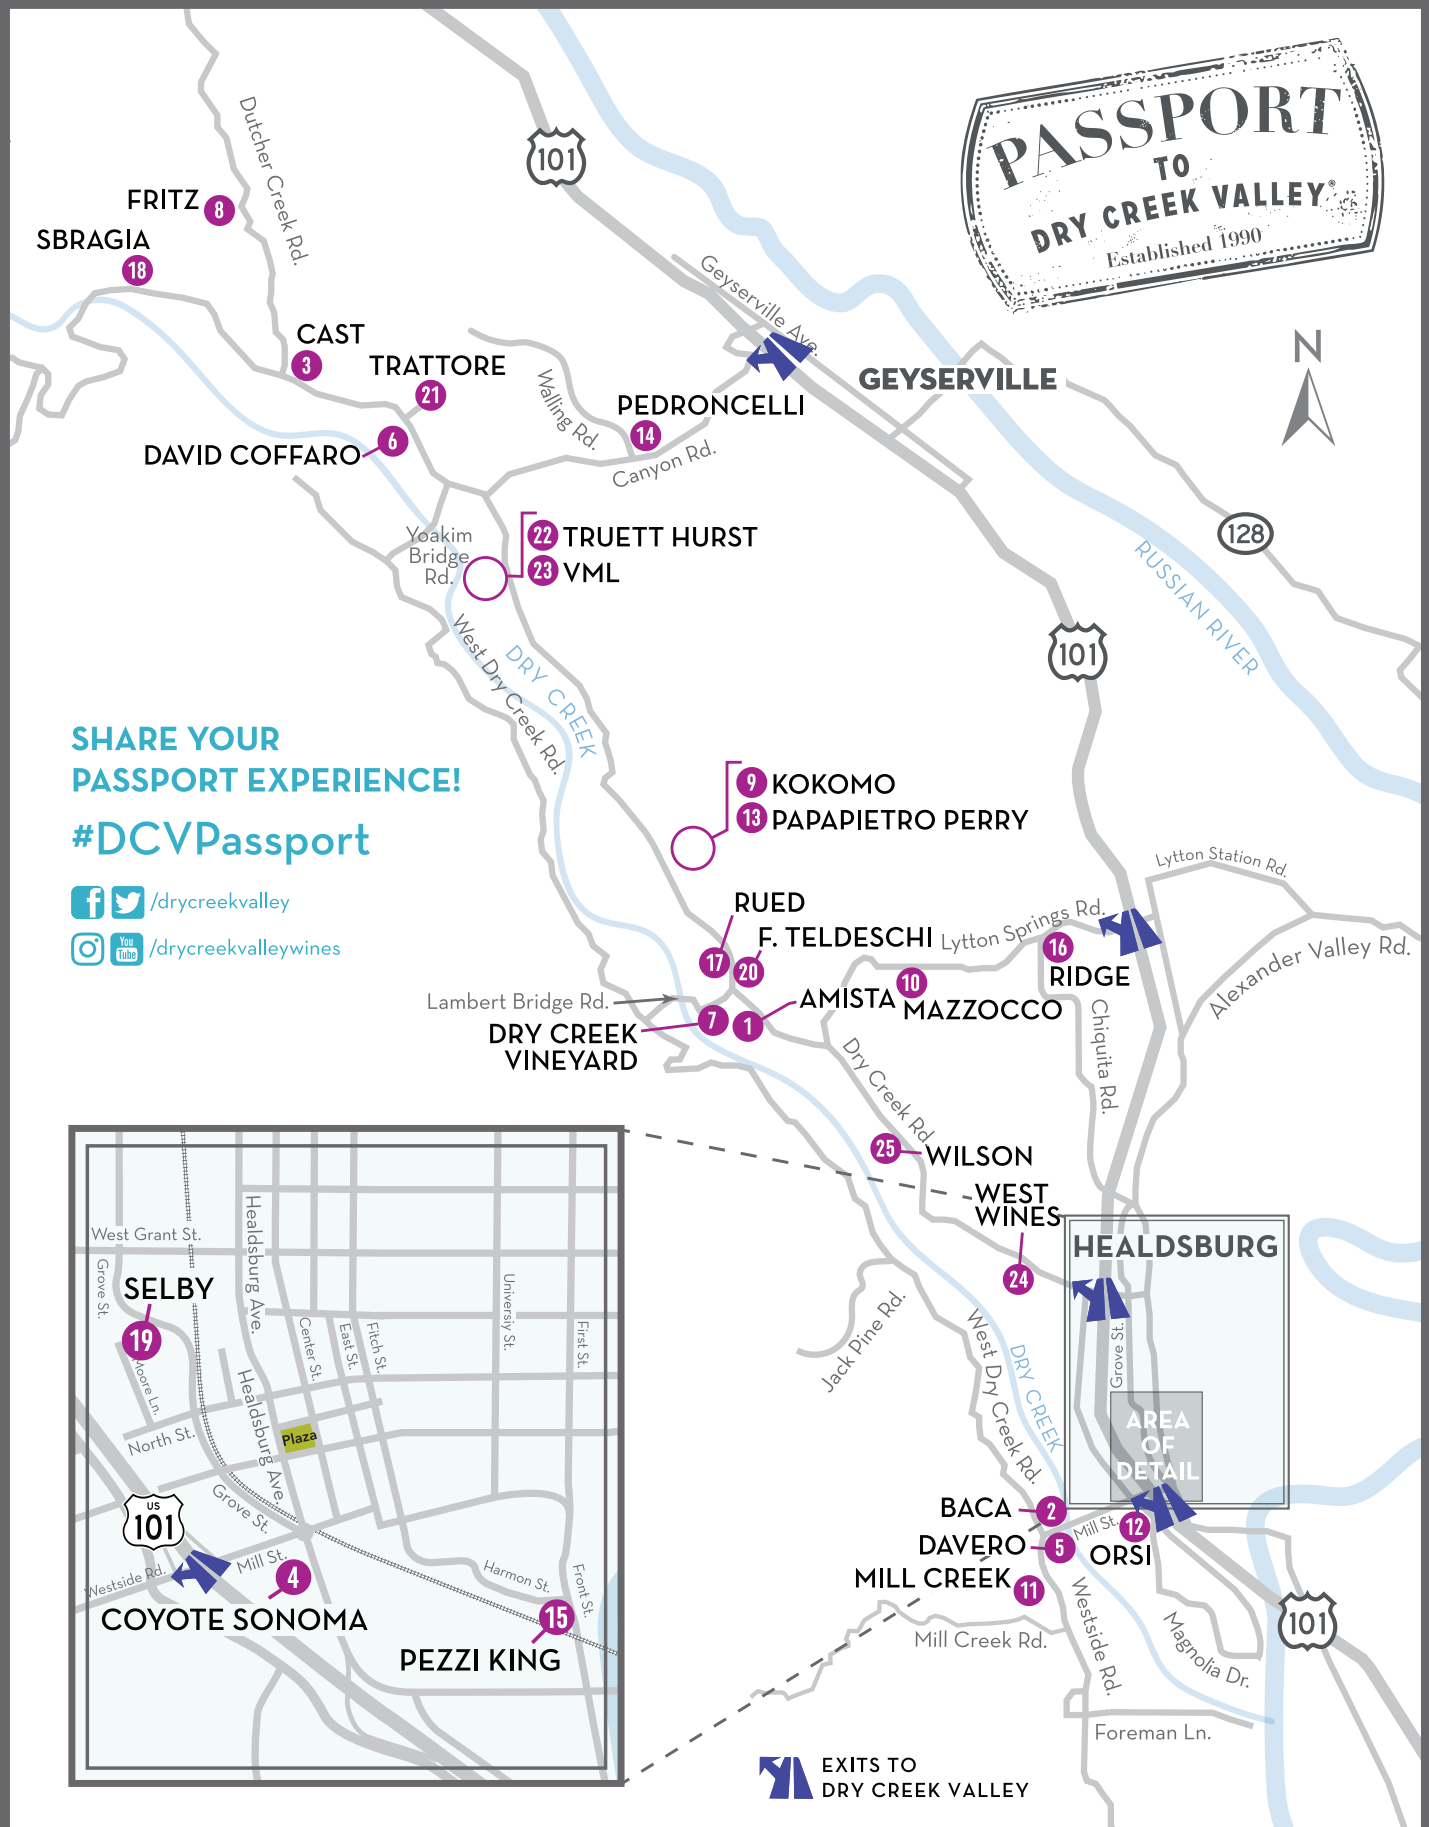 PASSPORT
TO
DRY CREEK VALLEY®
Established 1990
N
101
Dutcher Creek Rd.
FRITZ 8
SBRAGIA
18
Geyserville Ave.
GEYSERVILLE
CAST
3
TRATTORE
21
DAVID COFFARO 6
Walling Rd.
PEDRONCELLI
14
Canyon Rd.
128
RUSSIAN RIVER
Yoakim
Bridge
Rd.
22 TRUETT HURST
23 VML
101
West Dry Creek Rd.
DRY CREEK
SHARE YOUR
PASSPORT EXPERIENCE!
#DCVPassport
/drycreekvalley
You
Tube
/drycreekvalleywines
9 KOKOMO
13 PAPAPIETRO PERRY
Lytton Station Rd.
RUED
17
F. TELDESCHI
20
Lytton Springs Rd.
16
RIDGE
Alexander Valley Rd.
10
MAZZOCCO
AMISTA
1
Lambert Bridge Rd.
7
DRY CREEK
VINEYARD
Chiquita Rd.
Dry Creek Rd.
25 WILSON
WEST
WINES
24
HEALDSBURG
Jack Pine Rd.
West Dry Creek Rd.
DRY CREEK
Grove St.
AREA
OF
DETAIL
BACA 2
DAVERO 5
MILL CREEK 11
Mill St.
12
ORSI
101
Mill Creek Rd.
Westside Rd.
Magnolia Dr.
Foreman Ln.
EXITS TO
DRY CREEK VALLEY
West Grant St.
Grove St.
SELBY
19
Moore Ln.
North St.
Healdsburg Ave.
Healdsburg Ave.
Center St.
East St.
Fitch St.
Universiy St.
First St.
Plaza
Grove St.
US
101
Westside Rd.
Mill St.
4
COYOTE SONOMA
Harmon St.
Front St.
15
PEZZI KING